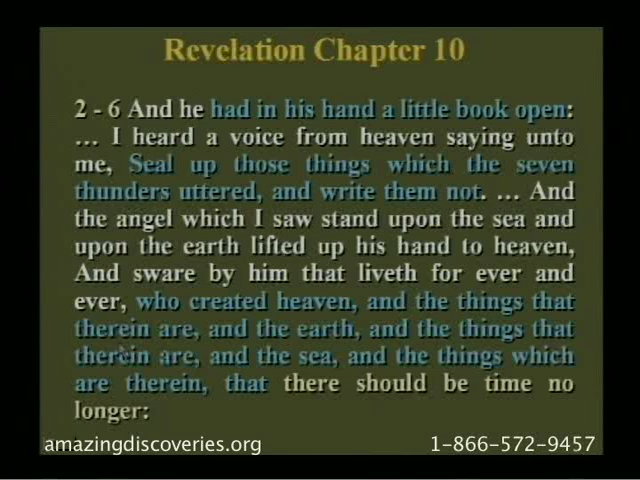 Revelation Chapter 10
2 - 6 And he had in his hand a little book open:
... I heard a voice from heaven saying unto
me, Seal up those things which the seven
thunders uttered, and write them not. ... And
the angel which I saw stand upon the sea and
upon the earth lifted up his hand to heaven,
And sware by him that liveth for ever and
ever, who created heaven, and the things that
therein are, and the earth, and the things that
therein are, and the sea, and the things which
are therein, that there should be time no
longer:
amazingdiscoveries.org 1-866-572-9457